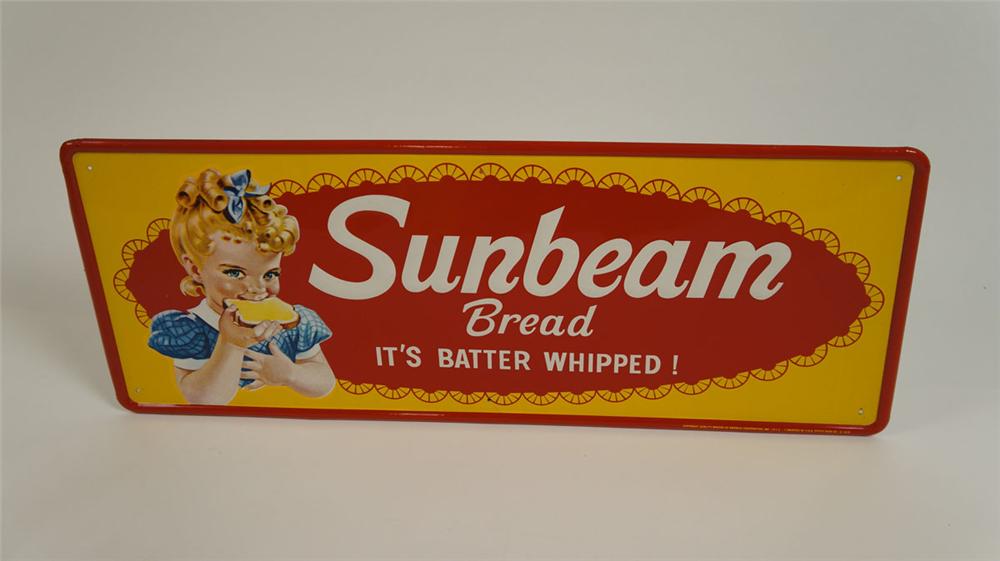 Sunbeam
Bread
IT'S BATTER WHIPPED !